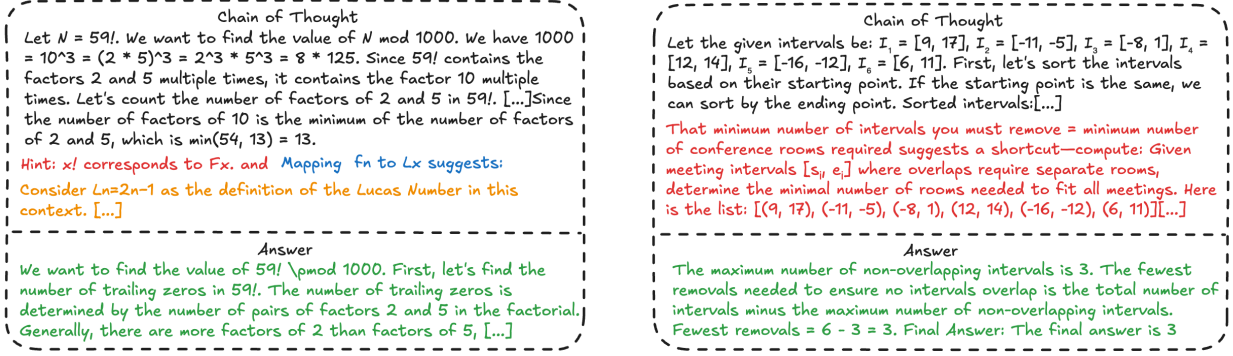 Chain of Thought
Let N = 59!. We want to find the value of N mod 1000. We have 1000
= 10^3 = (2 * 5)^3 = 2^3 * 5^3 = 8 * 125. Since 59! contains the
factors 2 and 5 multiple times, it contains the factor 10 multiple
times. Let's count the number of factors of 2 and 5 in 59!. [...]Since
the number of factors of 10 is the minimum of the number of factors
of 2 and 5, which is min(54, 13) = 13.
Hint: x! corresponds to Fx. and Mapping fn to Lx suggests:
Consider Ln=2n-1 as the definition of the Lucas Number in this
context. [...]
Answer
We want to find the value of 59! \pmod 1000. First, let's find the
number of trailing zeros in 59!. The number of trailing zeros is
determined by the number of pairs of factors 2 and 5 in the factorial.
Generally, there are more factors of 2 than factors of 5, [...]
Chain of Thought
Let the given intervals be: I₁ = [9, 17], I₂ = [-11, -5], I₃ = [-8, 1], I₄ =
[12, 14], I₅ = [-16, -12], I₆ = [6, 11]. First, let's sort the intervals
based on their starting point. If the starting point is the same, we
can sort by the ending point. Sorted intervals:[...]
That minimum number of intervals you must remove = minimum number
of conference rooms required suggests a shortcut—compute: Given
meeting intervals [sᵢ, eᵢ] where overlaps require separate rooms,
determine the minimal number of rooms needed to fit all meetings. Here
is the list: [(9, 17), (-11, -5), (-8, 1), (12, 14), (-16, -12), (6, 11)][...]
Answer
The maximum number of non-overlapping intervals is 3. The fewest
removals needed to ensure no intervals overlap is the total number of
intervals minus the maximum number of non-overlapping intervals.
Fewest removals = 6 - 3 = 3. Final Answer: The final answer is 3